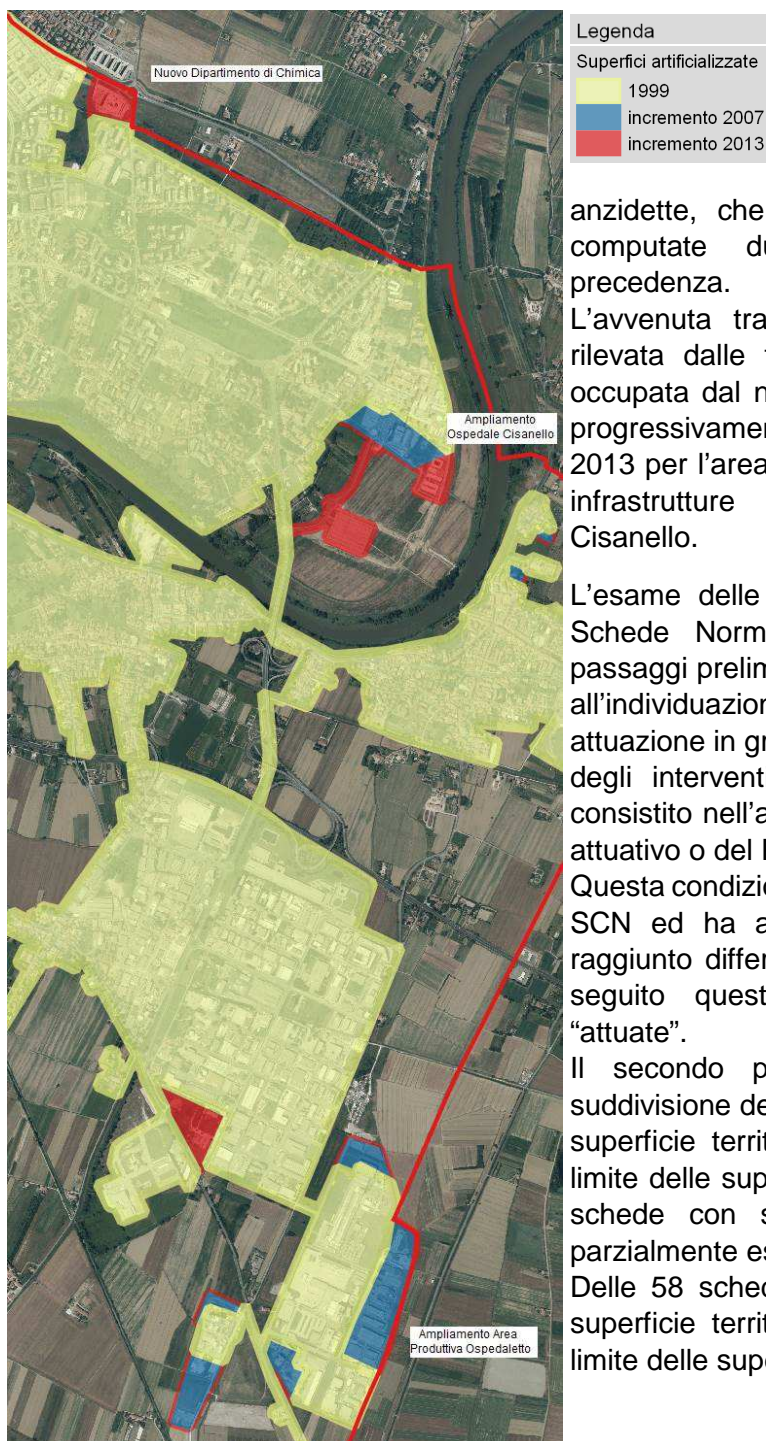 Nuovo Dipartimento di Chimica
Ampliamento
Ospedale Cisanello
Ampliamento Area
Produttiva Ospedaletto
Legenda
Superfici artificializzate
1999
incremento 2007
incremento 2013
anzidette, che
computate du
precedenza.
L'avvenuta tra
rilevata dalle
occupata dal n
progressivamen
2013 per l'area
infrastrutture
Cisanello.
L'esame delle
Schede Norm
passaggi prelim
all'individuazion
attuazione in gr
degli intervent
consistito nell'a
attuativo o del
Questa condizio
SCN ed ha a
raggiunto differ
seguito quest
“attuate”.
Il secondo p
suddivisione de
superficie territ
limite delle sup
schede con s
parzialmente es
Delle 58 sched
superficie territ
limite delle supe